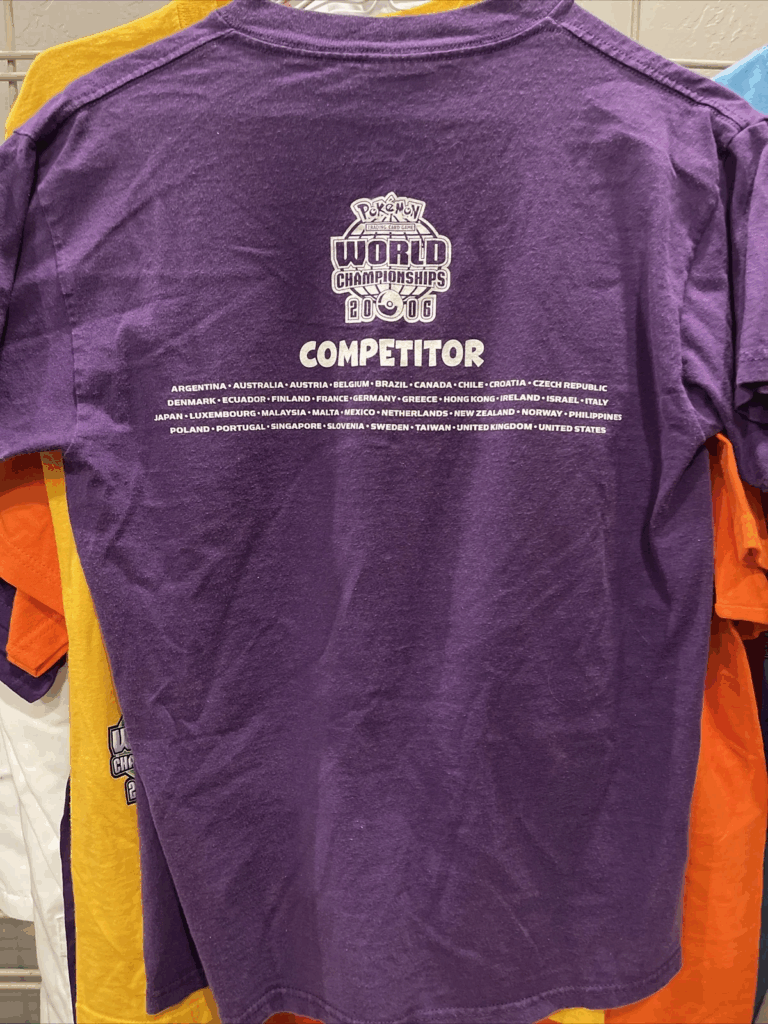 Pokémon
TRADING CARD GAME
WORLD
CHAMPIONSHIPS
2006
COMPETITOR
ARGENTINA • AUSTRALIA • AUSTRIA • BELGIUM • BRAZIL • CANADA • CHILE • CROATIA • CZECH REPUBLIC
DENMARK • ECUADOR • FINLAND • FRANCE • GERMANY • GREECE • HONG KONG • IRELAND • ISRAEL • ITALY
JAPAN • LUXEMBOURG • MALAYSIA • MALTA • MEXICO • NETHERLANDS • NEW ZEALAND • NORWAY • PHILIPPINES
POLAND • PORTUGAL • SINGAPORE • SLOVENIA • SWEDEN • TAIWAN • UNITED KINGDOM • UNITED STATES